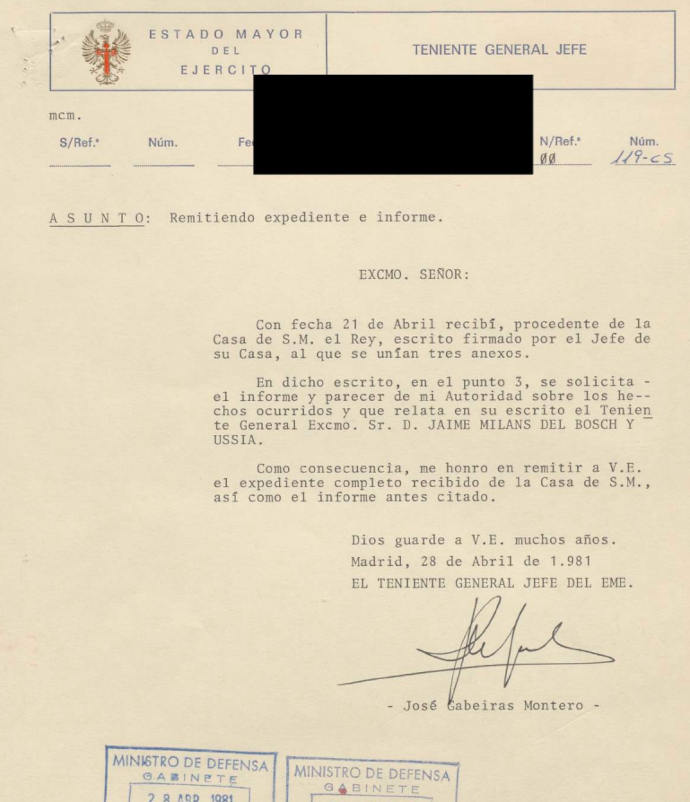 ESTADO MAYOR
DEL
EJERCITO
TENIENTE GENERAL JEFE
mcm.
S/Ref.ª Núm. N/Ref.ª Núm.
00 119-CS
A S U N T O: Remitiendo expediente e informe.
EXCMO. SEÑOR:
Con fecha 21 de Abril recibí, procedente de la
Casa de S.M. el Rey, escrito firmado por el Jefe de
su Casa, al que se unían tres anexos.
En dicho escrito, en el punto 3, se solicita -
el informe y parecer de mi Autoridad sobre los he--
chos ocurridos y que relata en su escrito el Tenien
te General Excmo. Sr. D. JAIME MILANS DEL BOSCH Y
USSIA.
Como consecuencia, me honro en remitir a V.E.
el expediente completo recibido de la Casa de S.M.,
así como el informe antes citado.
Dios guarde a V.E. muchos años.
Madrid, 28 de Abril de 1.981
EL TENIENTE GENERAL JEFE DEL EME.
- José Gabeiras Montero -
MINISTRO DE DEFENSA
GABINETE
28 ABR. 1981
MINISTRO DE DEFENSA
GABINETE